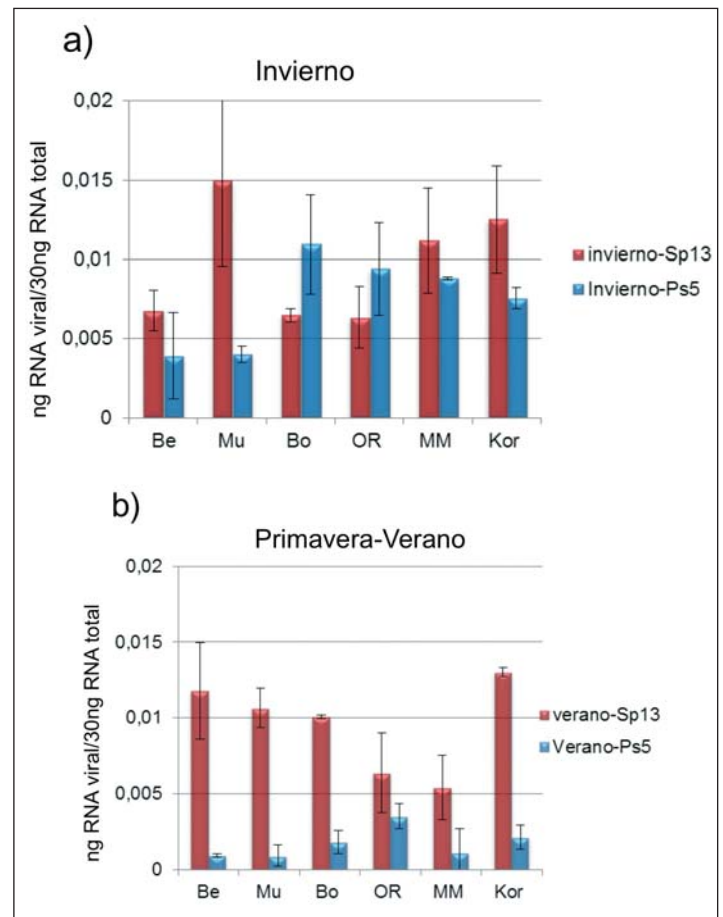 a)
Invierno
ng RNA viral/30ng RNA total
0,02
0,015
0,01
0,005
0
Be Mu Bo OR MM Kor
invierno-Sp13
Invierno-Ps5
b)
Primavera-Verano
ng RNA viral/30ng RNA total
0,02
0,015
0,01
0,005
0
Be Mu Bo OR MM Kor
verano-Sp13
Verano-Ps5